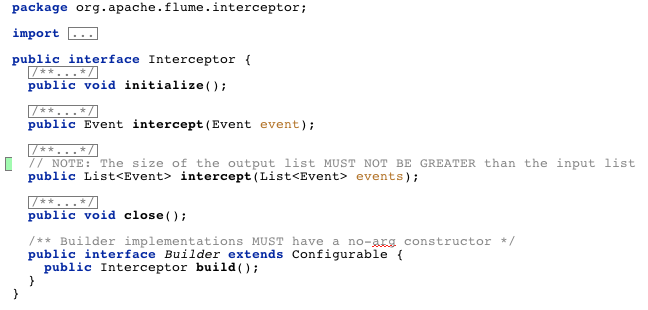 package org.apache.flume.interceptor;
import ...
public interface Interceptor {
/**...*/
public void initialize();
/**...*/
public Event intercept(Event event);
/**...*/
// NOTE: The size of the output list MUST NOT BE GREATER than the input list
public List<Event> intercept(List<Event> events);
/**...*/
public void close();
/** Builder implementations MUST have a no-arg constructor */
public interface Builder extends Configurable {
public Interceptor build();
}
}